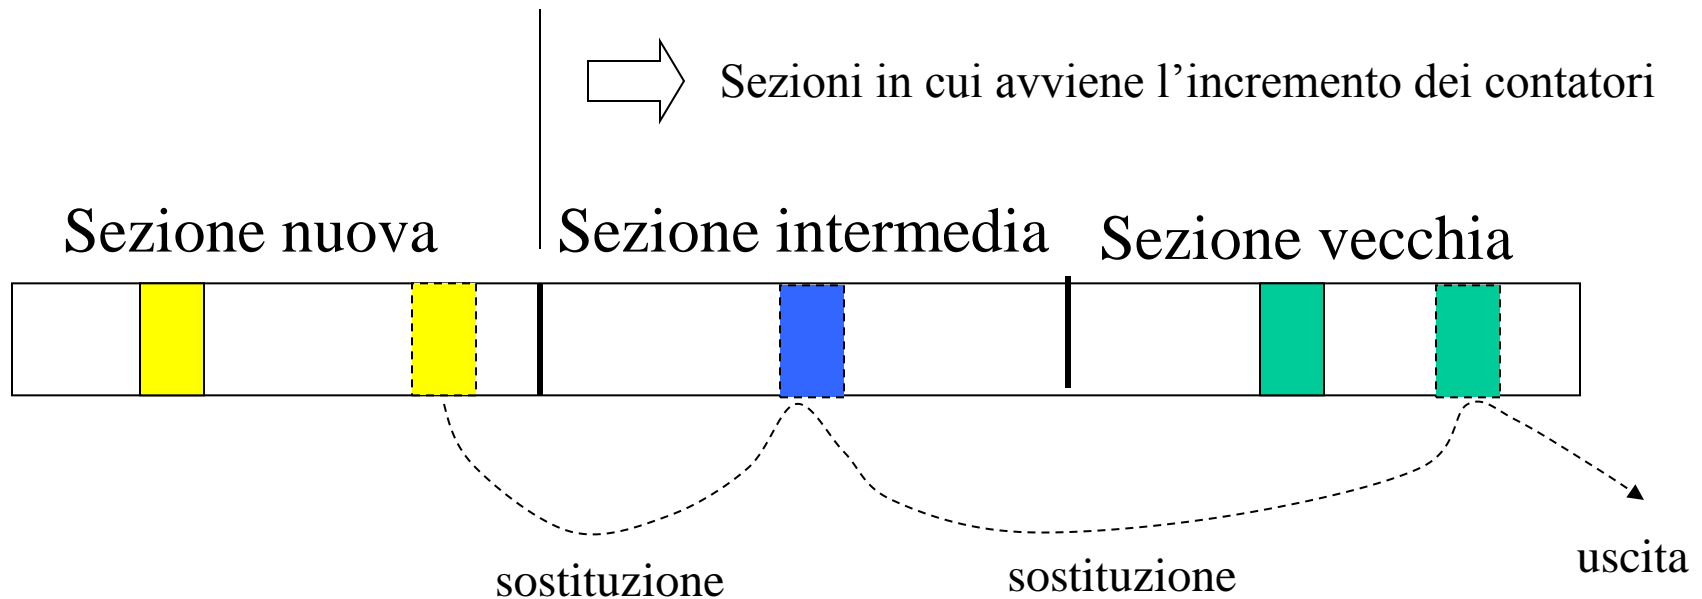 Sezioni in cui avviene l’incremento dei contatori
Sezione nuova
Sezione intermedia
Sezione vecchia
sostituzione
sostituzione
uscita